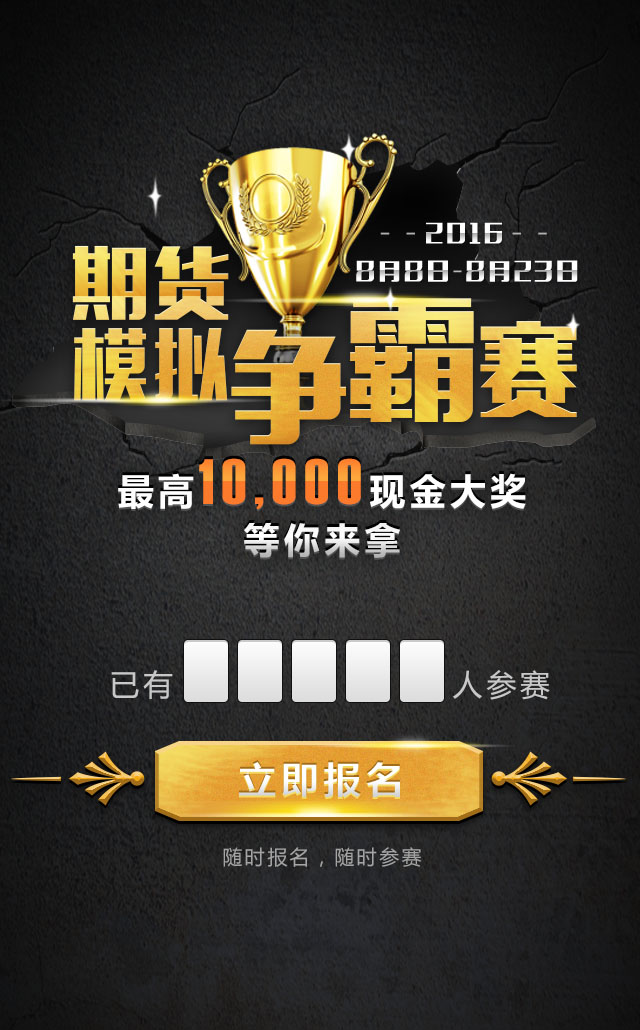 --2016--
8月8日-8月23日
期货
模拟争霸赛
最高10,000现金大奖
等你来拿
已有 人参赛
立即报名
随时报名，随时参赛